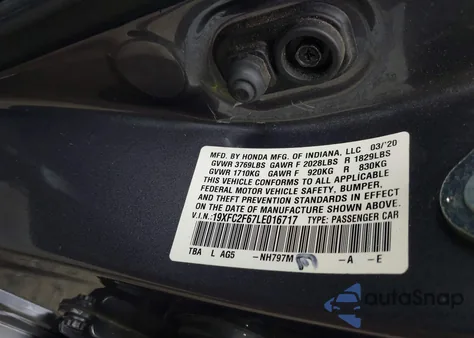 MFD. BY HONDA MFG. OF INDIANA, LLC 03/'20
GVWR 3769LBS GAWR F 2028LBS R 1829LBS
GVWR 1710KG GAWR F 920KG R 830KG
THIS VEHICLE CONFORMS TO ALL APPLICABLE
FEDERAL MOTOR VEHICLE SAFETY, BUMPER,
AND THEFT PREVENTION STANDARDS IN EFFECT
ON THE DATE OF MANUFACTURE SHOWN ABOVE.
V.I.N.: 19XFC2F67LE016717 TYPE: PASSENGER CAR
TBA L AG5 -NH797M -A -E
autoSnap